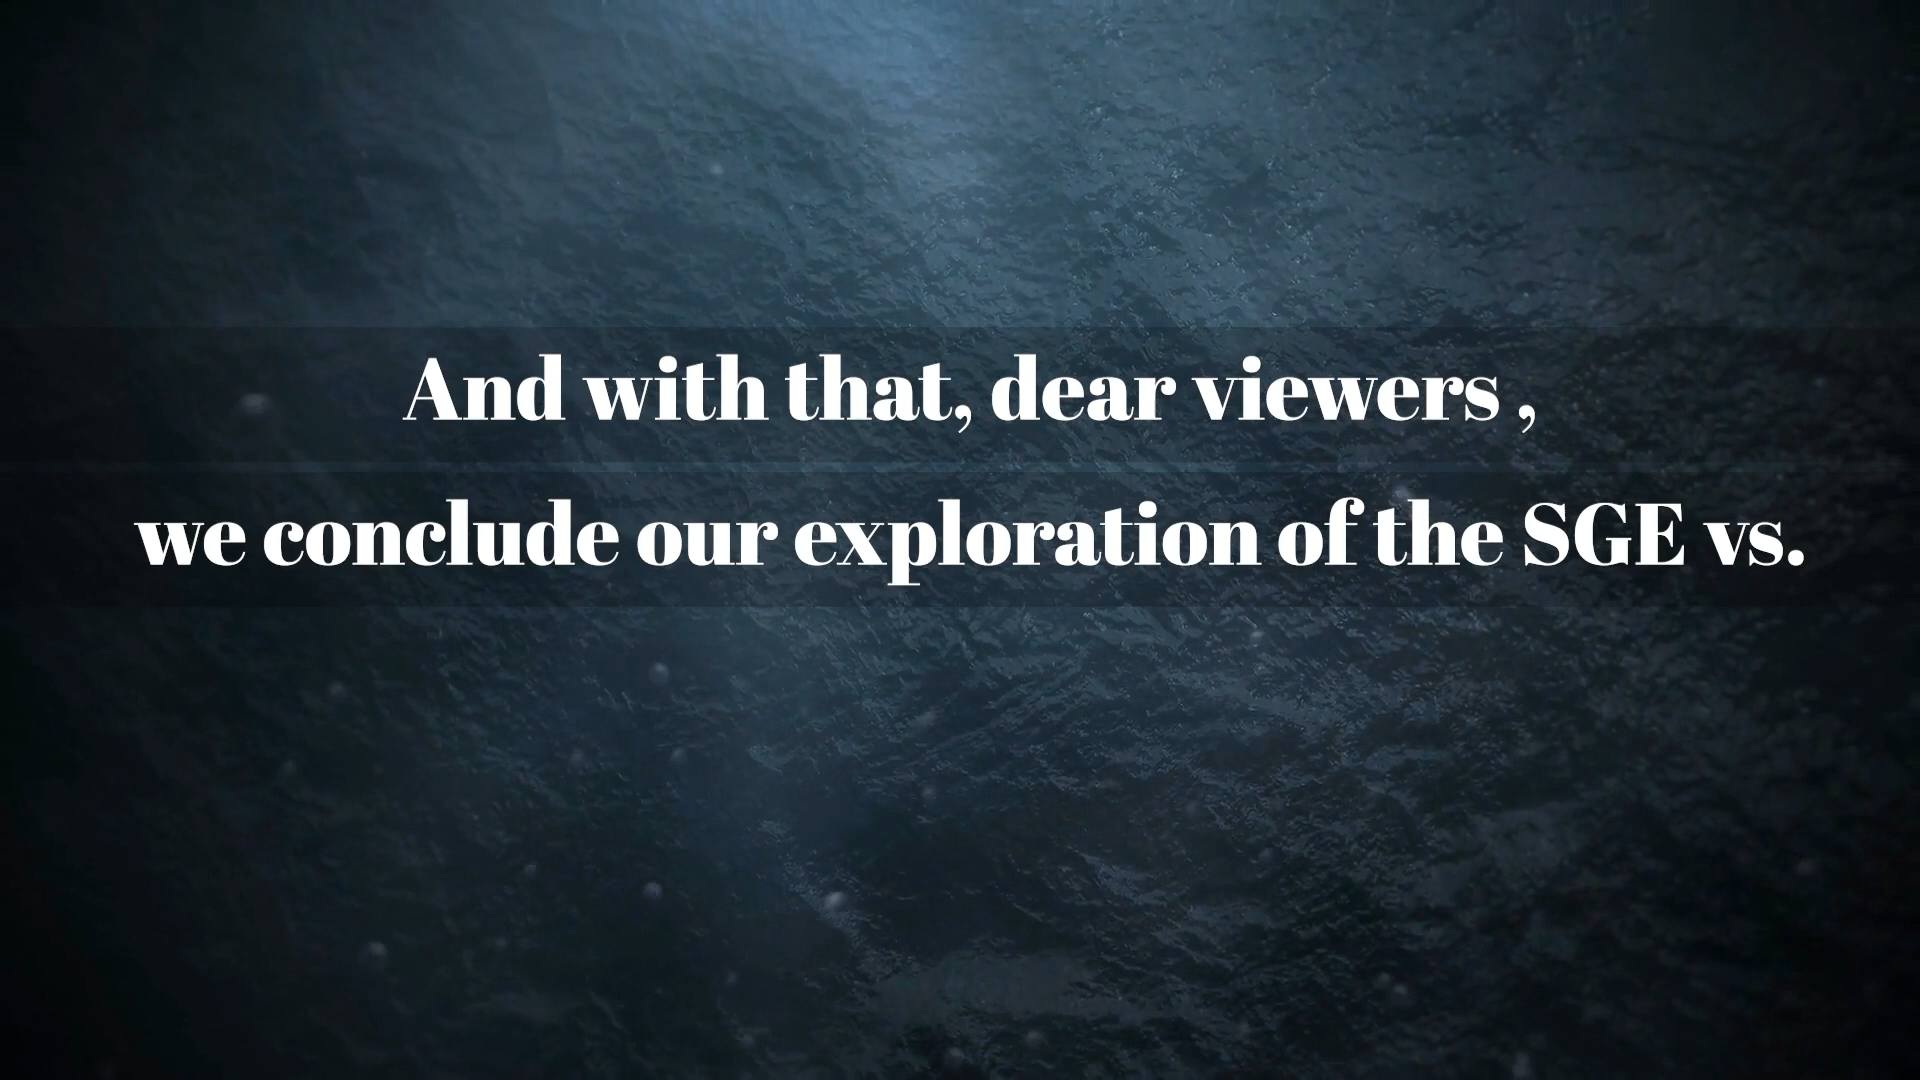 And with that, dear viewers ,
we conclude our exploration of the SGE vs.